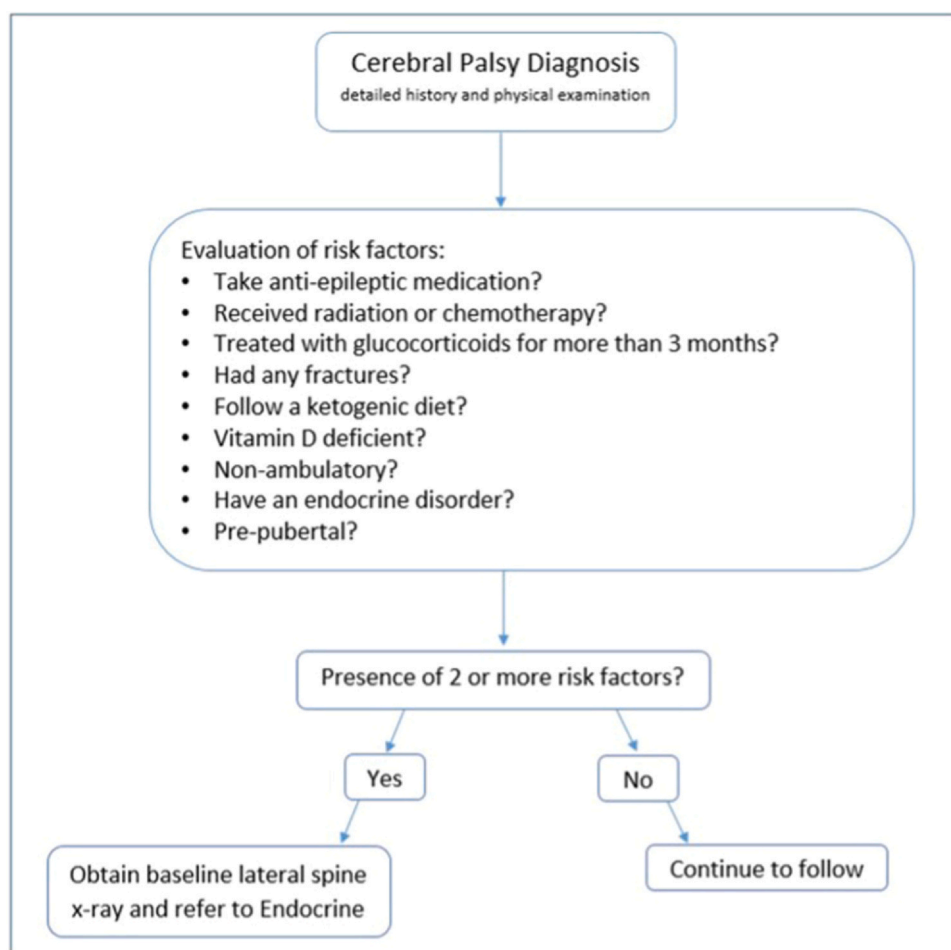 Cerebral Palsy Diagnosis
detailed history and physical examination
Evaluation of risk factors:
• Take anti-epileptic medication?
• Received radiation or chemotherapy?
• Treated with glucocorticoids for more than 3 months?
• Had any fractures?
• Follow a ketogenic diet?
• Vitamin D deficient?
• Non-ambulatory?
• Have an endocrine disorder?
• Pre-pubertal?
Presence of 2 or more risk factors?
Yes
No
Obtain baseline lateral spine
x-ray and refer to Endocrine
Continue to follow